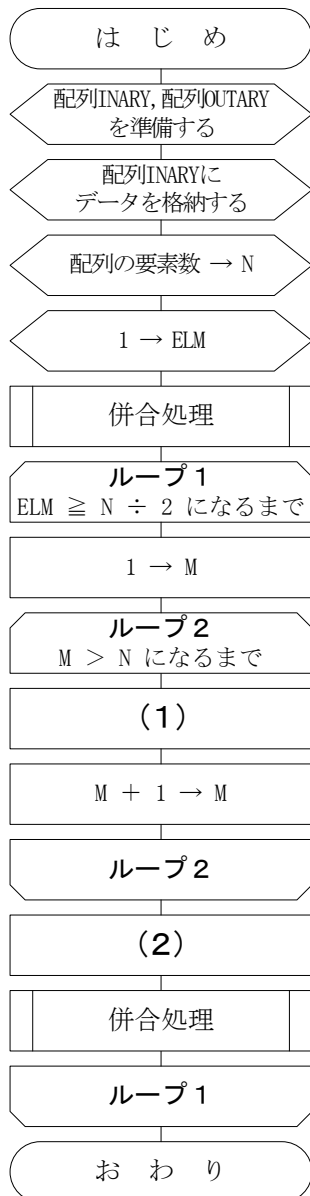 は じ め
配列INARY,配列OUTARY
を準備する
配列INARYに
データを格納する
配列の要素数 → N
1 → ELM
併合処理
ループ1
ELM ≧ N ÷ 2 になるまで
1 → M
ループ2
M > N になるまで
(1)
M + 1 → M
ループ2
(2)
併合処理
ループ1
お わ り